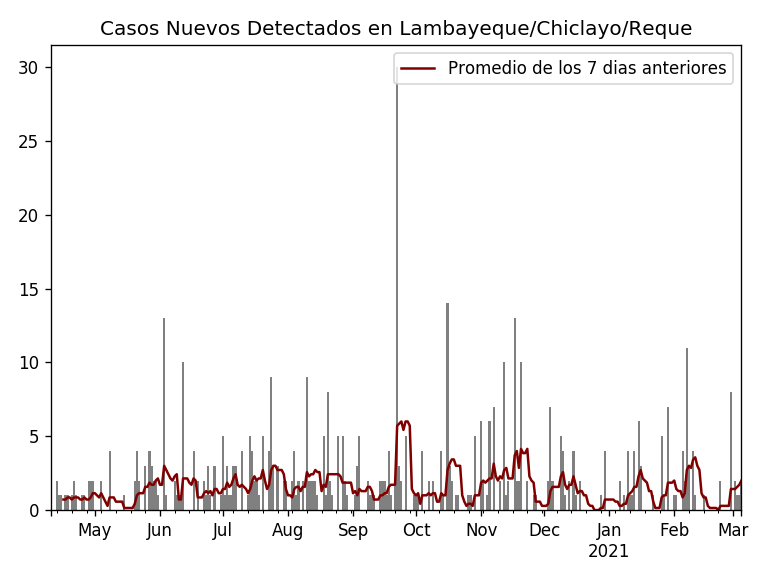 Casos Nuevos Detectados en Lambayeque/Chiclayo/Reque
Promedio de los 7 dias anteriores
30
25
20
15
10
5
0
May Jun Jul Aug Sep Oct Nov Dec Jan Feb Mar
2021